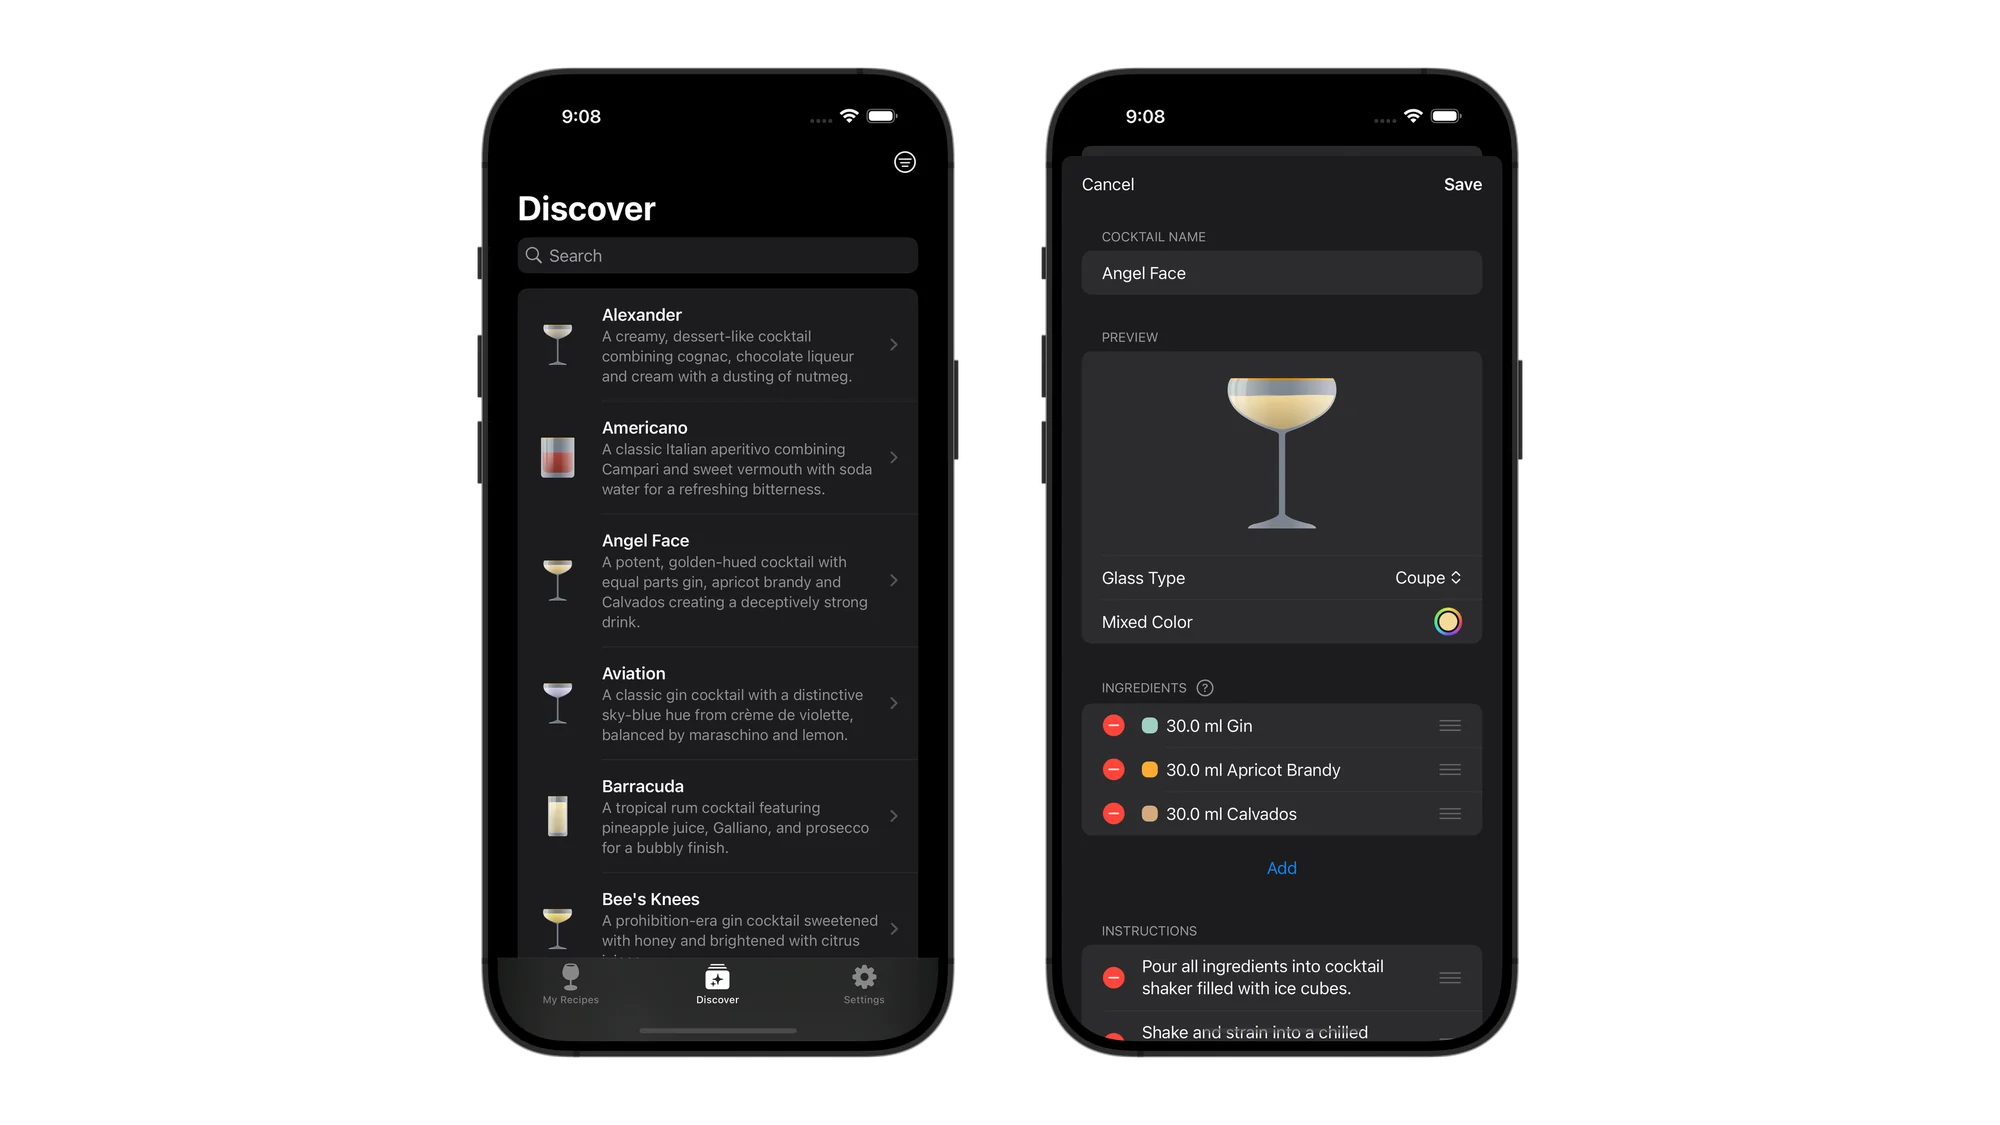 9:08
Discover
Search
Alexander
A creamy, dessert-like cocktail
combining cognac, chocolate liqueur
and cream with a dusting of nutmeg.
Americano
A classic Italian aperitivo combining
Campari and sweet vermouth with soda
water for a refreshing bitterness.
Angel Face
A potent, golden-hued cocktail with
equal parts gin, apricot brandy and
Calvados creating a deceptively strong
drink.
Aviation
A classic gin cocktail with a distinctive
sky-blue hue from crème de violette,
balanced by maraschino and lemon.
Barracuda
A tropical rum cocktail featuring
pineapple juice, Galliano, and prosecco
for a bubbly finish.
Bee's Knees
A prohibition-era gin cocktail sweetened
with honey and brightened with citrus
My Recipes
Discover
Settings
9:08
Cancel
Save
COCKTAIL NAME
Angel Face
PREVIEW
Glass Type
Coupe
Mixed Color
INGREDIENTS ?
30.0 ml Gin
30.0 ml Apricot Brandy
30.0 ml Calvados
Add
INSTRUCTIONS
Pour all ingredients into cocktail
shaker filled with ice cubes.
Shake and strain into a chilled